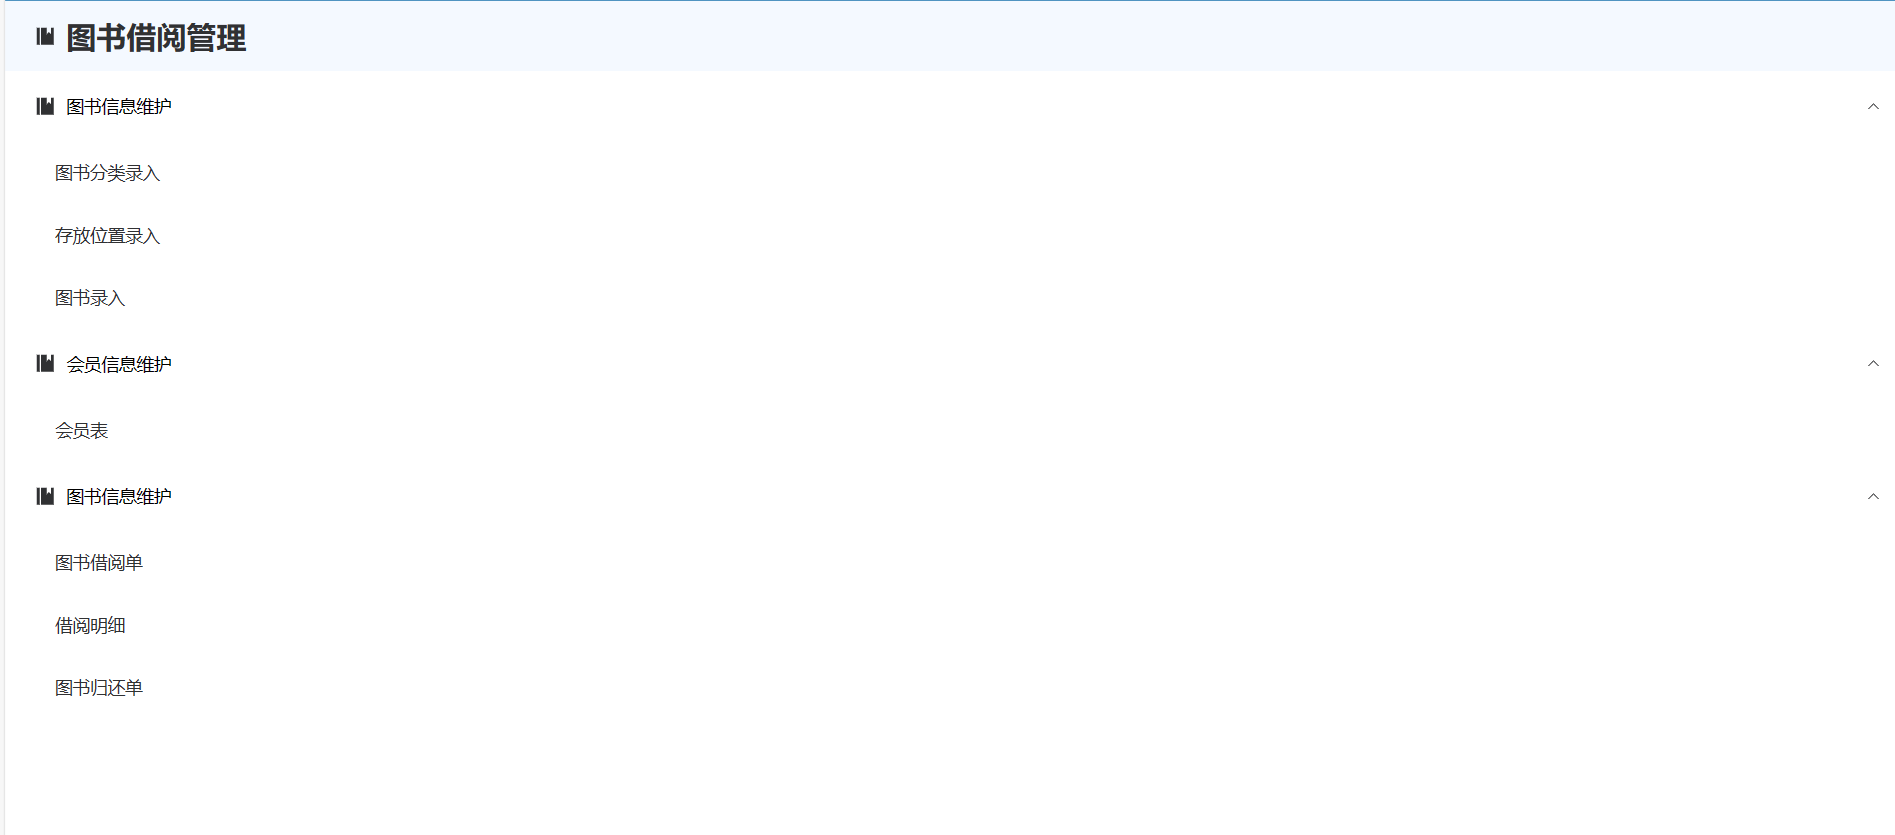 图书借阅管理
图书信息维护
图书分类录入
存放位置录入
图书录入
会员信息维护
会员表
图书信息维护
图书借阅单
借阅明细
图书归还单